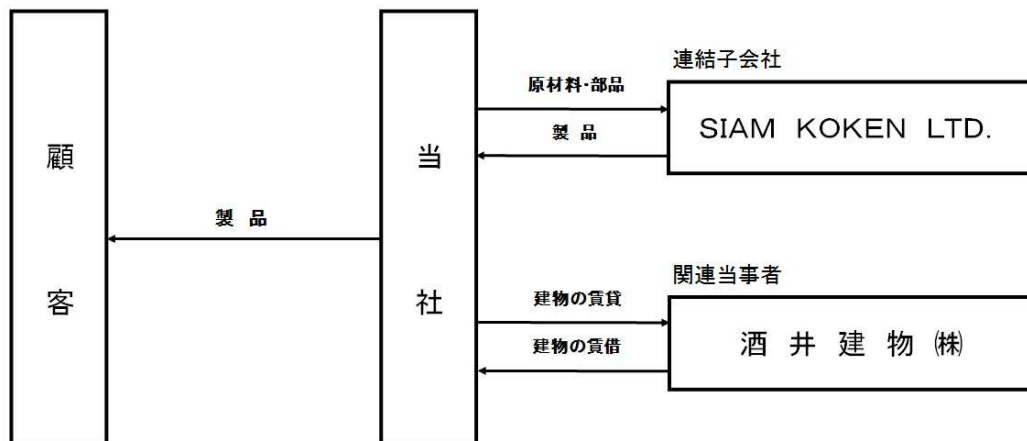 連結子会社
原材料・部品
SIAM KOKEN LTD.
製品
顧客
当社
製品
関連当事者
建物の賃貸
酒井建物㈱
建物の賃借